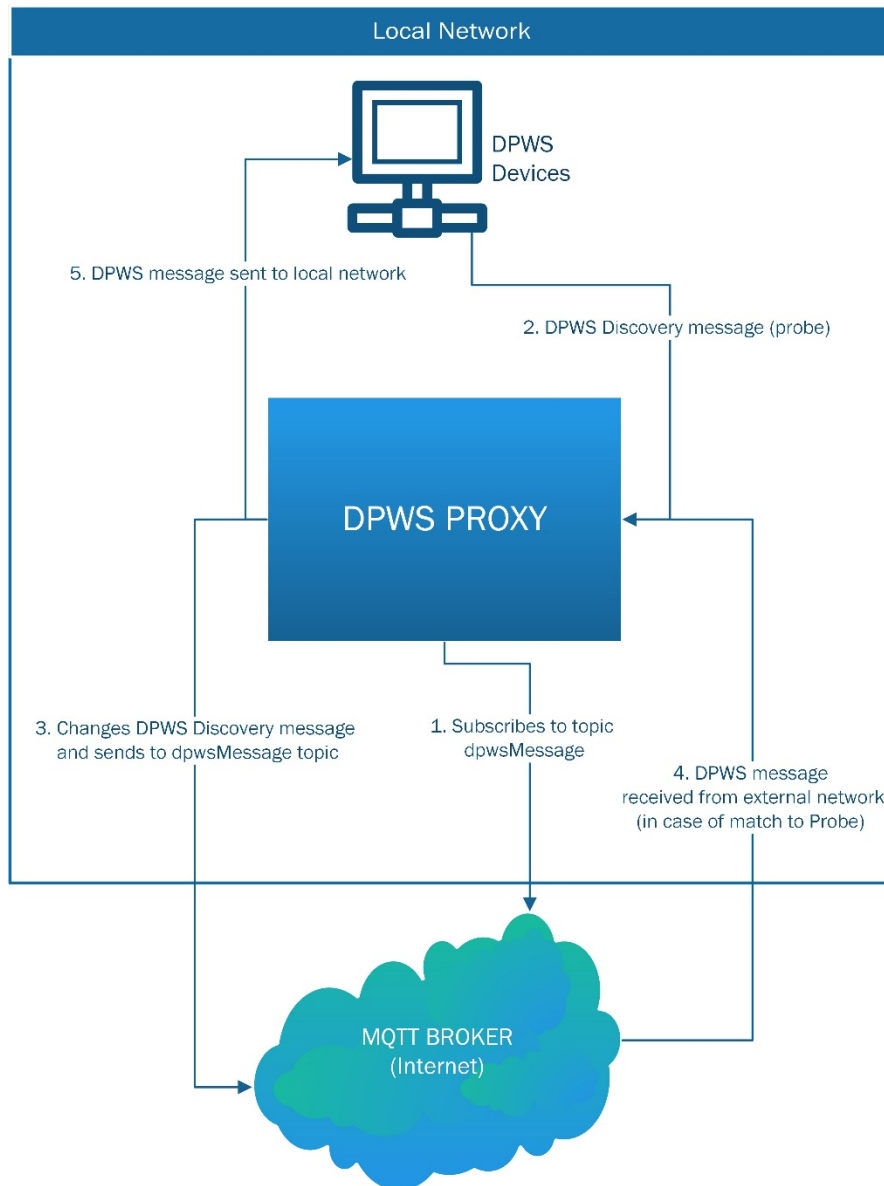 Local Network
DPWS
Devices
5. DPWS message sent to local network
2. DPWS Discovery message (probe)
DPWS PROXY
3. Changes DPWS Discovery message
and sends to dpwsMessage topic
1. Subscribes to topic
dpwsMessage
4. DPWS message
received from external network
(in case of match to Probe)
MQTT BROKER
(Internet)